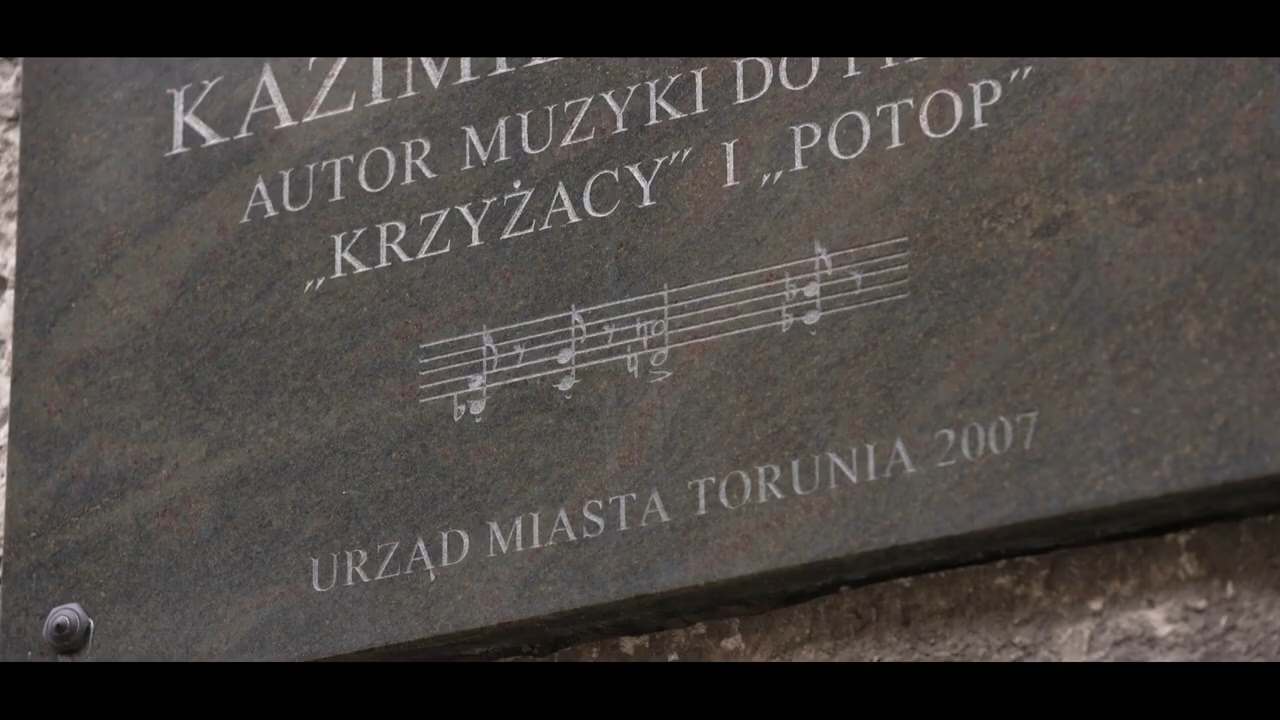 AUTOR MUZYKI DO
„KRZYŻACY” I „POTOP”
URZĄD MIASTA TORUNIA 2007